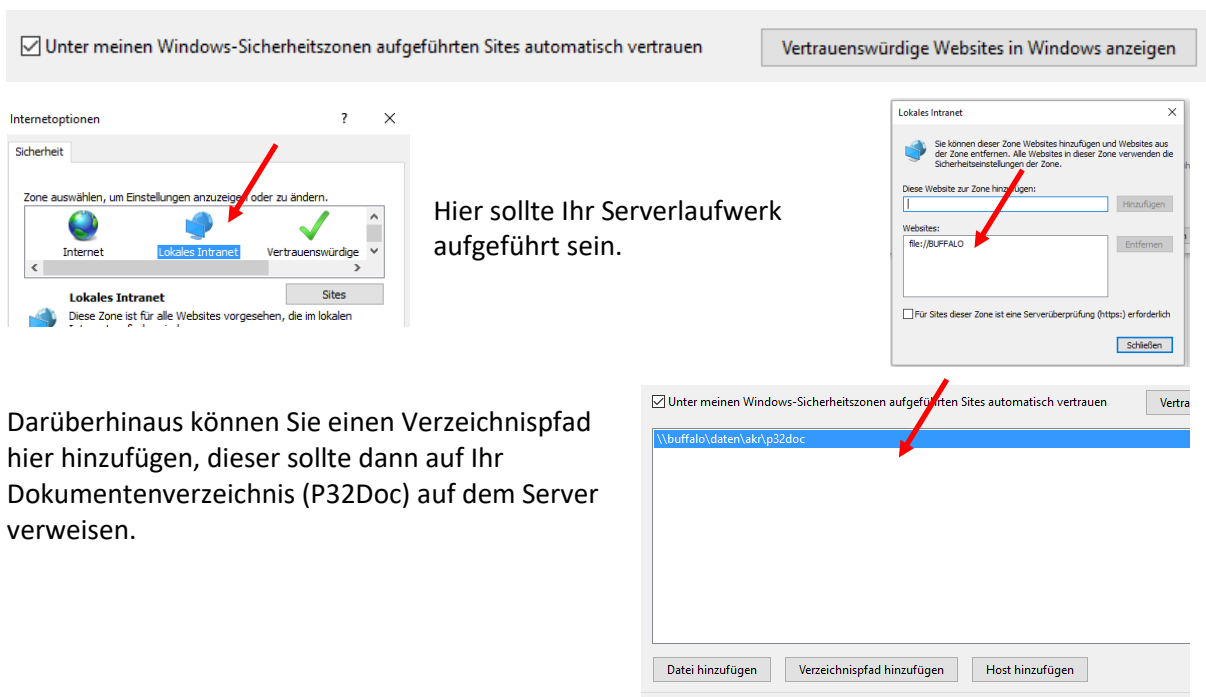 Unter meinen Windows-Sicherheitszonen aufgeführten Sites automatisch vertrauen
Vertrauenswürdige Websites in Windows anzeigen
Internetoptionen
?
Sicherheit
Zone auswählen, um Einstellungen anzuzeigen oder zu ändern.
Internet
Lokales Intranet
Vertrauenswürdige
Lokales Intranet
Sites
Diese Zone ist für alle Websites vorgesehen, die im lokalen
Hier sollte Ihr Serverlaufwerk
aufgeführt sein.
Lokales Intranet
Sie können dieser Zone Websites hinzufügen und Websites aus
der Zone entfernen. Alle Websites in dieser Zone verwenden die
Sicherheitseinstellungen der Zone.
Diese Website zur Zone hinzufügen:
Hinzufügen
Websites:
file://BUFFALO
Entfernen
Für Sites dieser Zone ist eine Serverüberprüfung (https:) erforderlich
Schließen
Darüberhinaus können Sie einen Verzeichnispfad
hier hinzufügen, dieser sollte dann auf Ihr
Dokumentenverzeichnis (P32Doc) auf dem Server
verweisen.
Unter meinen Windows-Sicherheitszonen aufgeführten Sites automatisch vertrauen
Vertra
\\buffalo\daten\akr\p32doc
Datei hinzufügen
Verzeichnispfad hinzufügen
Host hinzufügen